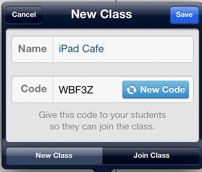 Cancel New Class Save
Name iPad Cafe
Code WBF3Z New Code
Give this code to your students
so they can join the class.
New Class Join Class